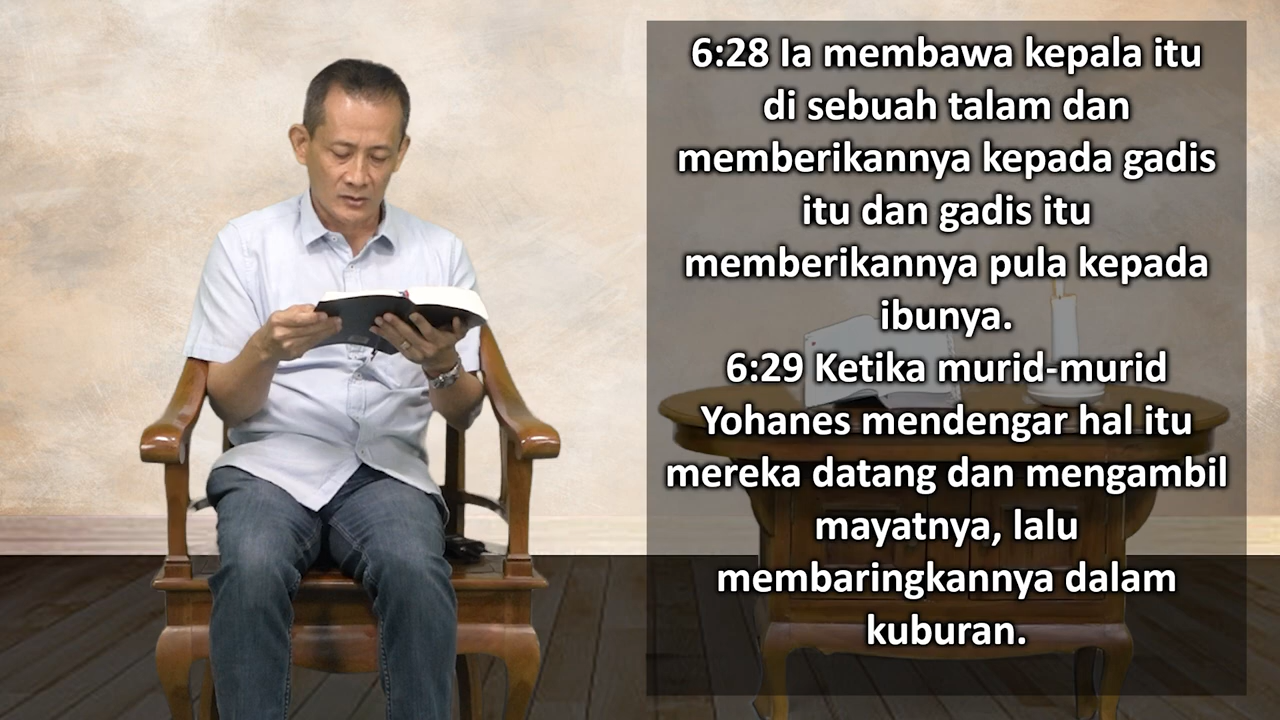 6:28 Ia membawa kepala itu
di sebuah talam dan
memberikannya kepada gadis
itu dan gadis itu
memberikannya pula kepada
ibunya.
6:29 Ketika murid-murid
Yohanes mendengar hal itu
mereka datang dan mengambil
mayatnya, lalu
membaringkannya dalam
kuburan.